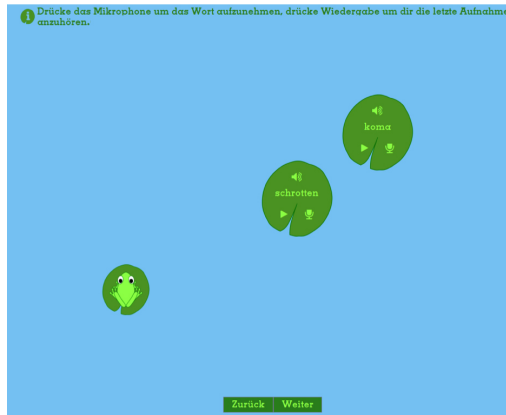 Drücke das Mikrophone um das Wort aufzunehmen, drücke Wiedergabe um dir die letzte Aufnahme
anzuhören.
koma
schrotten
Zurück Weiter